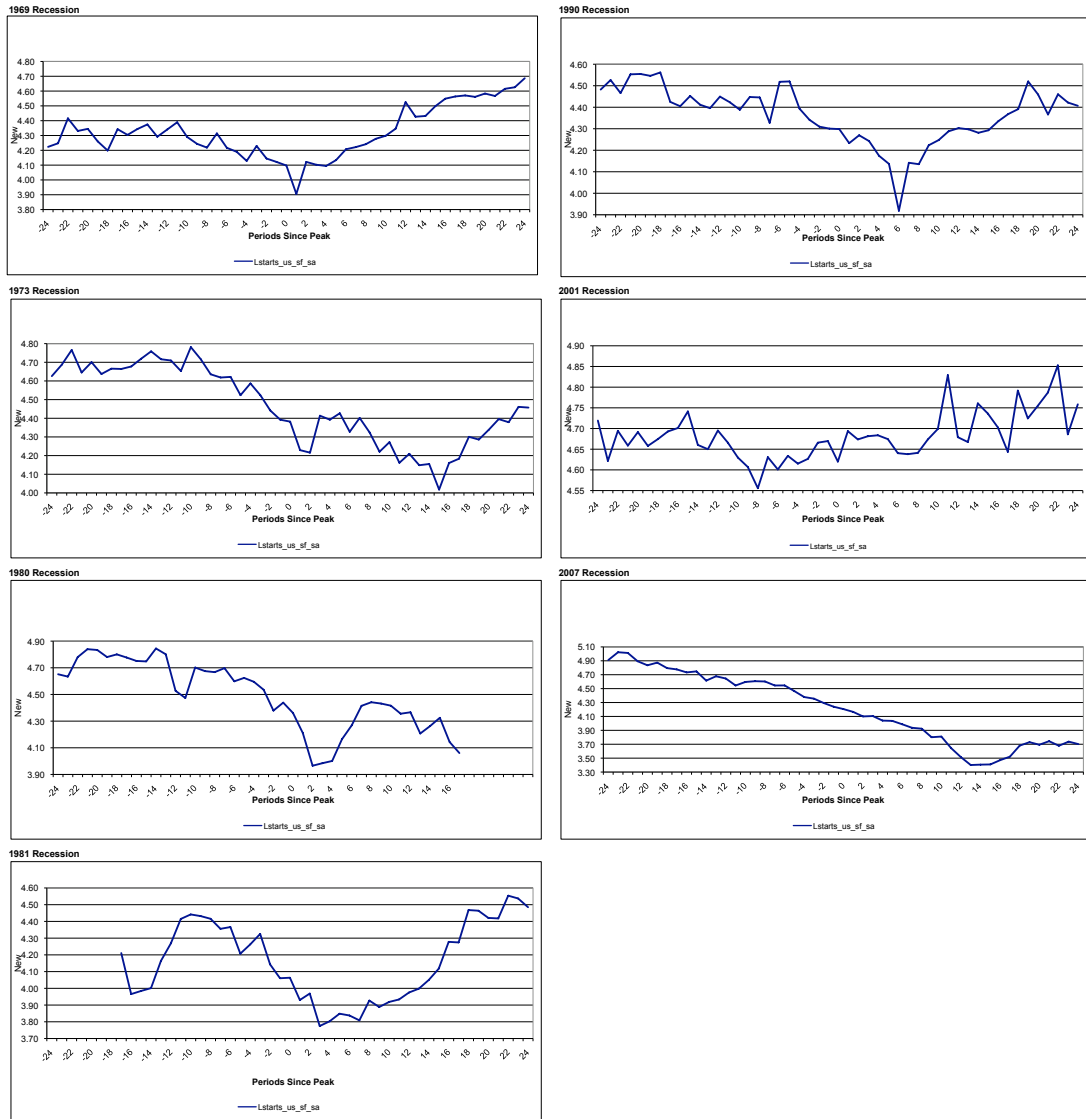 1969 Recession
4.80
4.70
4.60
4.50
4.40
4.30
4.20
4.10
4.00
3.90
3.80
New
-24 -22 -20 -18 -16 -14 -12 -10 -8 -6 -4 -2 0 2 4 6 8 10 12 14 16 18 20 22 24
Periods Since Peak
Lstarts_us_sf_sa
1973 Recession
4.80
4.70
4.60
4.50
4.40
4.30
4.20
4.10
4.00
New
-24 -22 -20 -18 -16 -14 -12 -10 -8 -6 -4 -2 0 2 4 6 8 10 12 14 16 18 20 22 24
Periods Since Peak
Lstarts_us_sf_sa
1980 Recession
4.90
4.70
4.50
4.30
4.10
3.90
New
-24 -22 -20 -18 -16 -14 -12 -10 -8 -6 -4 -2 0 2 4 6 8 10 12 14 16
Periods Since Peak
Lstarts_us_sf_sa
1981 Recession
4.60
4.50
4.40
4.30
4.20
4.10
4.00
3.90
3.80
3.70
New
-24 -22 -20 -18 -16 -14 -12 -10 -8 -6 -4 -2 0 2 4 6 8 10 12 14 16 18 20 22 24
Periods Since Peak
Lstarts_us_sf_sa
1990 Recession
4.60
4.50
4.40
4.30
4.20
4.10
4.00
3.90
New
-24 -22 -20 -18 -16 -14 -12 -10 -8 -6 -4 -2 0 2 4 6 8 10 12 14 16 18 20 22 24
Periods Since Peak
Lstarts_us_sf_sa
2001 Recession
4.90
4.85
4.80
4.75
4.70
4.65
4.60
4.55
New
-24 -22 -20 -18 -16 -14 -12 -10 -8 -6 -4 -2 0 2 4 6 8 10 12 14 16 18 20 22 24
Periods Since Peak
Lstarts_us_sf_sa
2007 Recession
5.10
4.90
4.70
4.50
4.30
4.10
3.90
3.70
3.50
3.30
New
-24 -22 -20 -18 -16 -14 -12 -10 -8 -6 -4 -2 0 2 4 6 8 10 12 14 16 18 20 22 24
Periods Since Peak
Lstarts_us_sf_sa